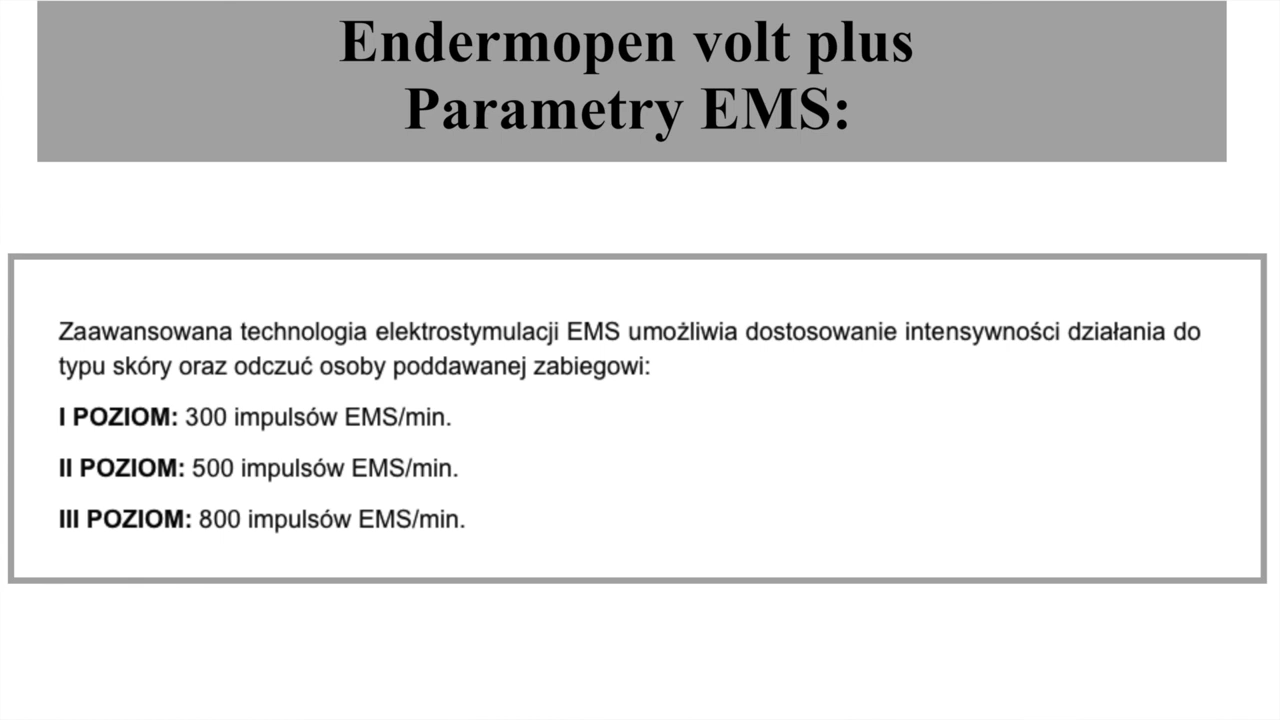 Endermopen volt plus
Parametry EMS:
Zaawansowana technologia elektrostymulacji EMS umożliwia dostosowanie intensywności działania do
typu skóry oraz odczuć osoby poddawanej zabiegowi:
I POZIOM: 300 impulsów EMS/min.
II POZIOM: 500 impulsów EMS/min.
III POZIOM: 800 impulsów EMS/min.